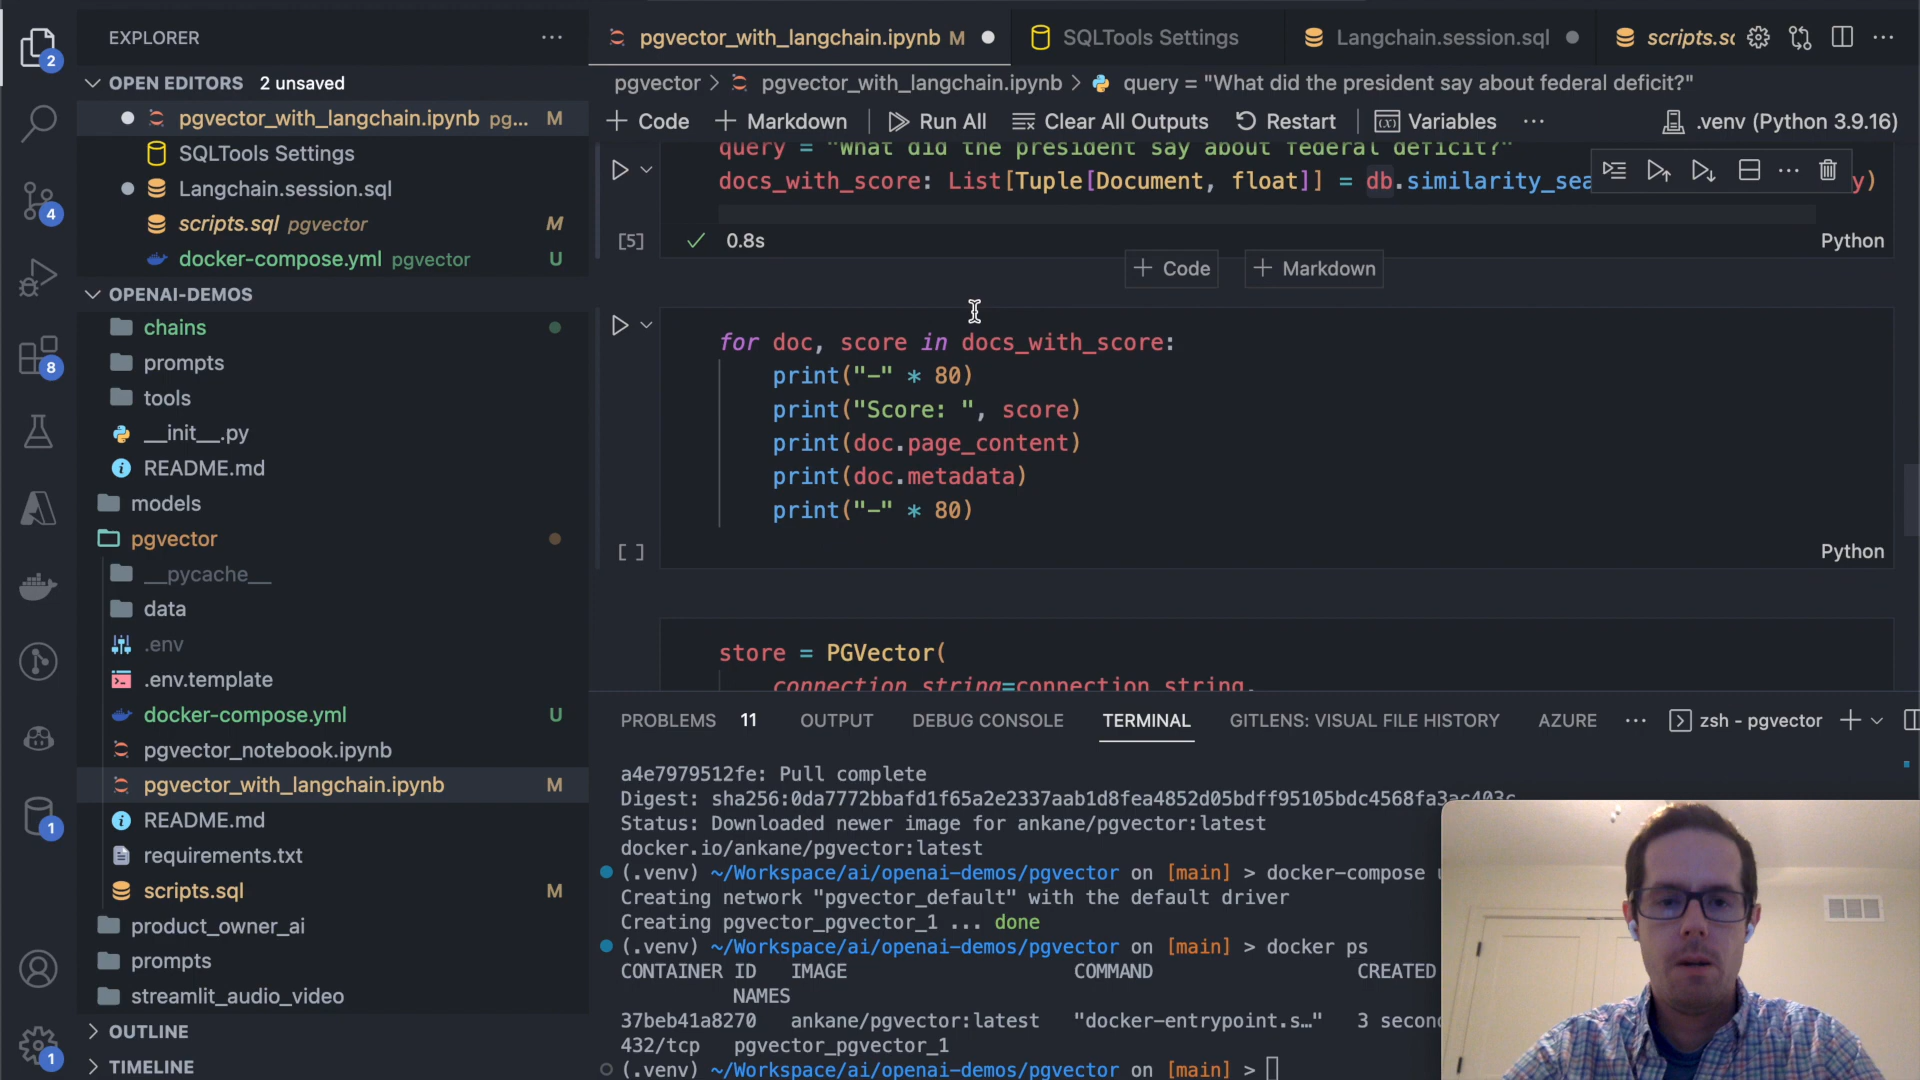 EXPLORER
OPEN EDITORS 2 unsaved
pgvector_with_langchain.ipynb pg... M
SQLTools Settings
Langchain.session.sql
scripts.sql pgvector M
docker-compose.yml pgvector U
OPENAI-DEMOS
chains
prompts
tools
__init__.py
README.md
models
pgvector
__pycache__
data
.env
.env.template
docker-compose.yml U
pgvector_notebook.ipynb
pgvector_with_langchain.ipynb M
README.md
requirements.txt
scripts.sql M
product_owner_ai
prompts
streamlit_audio_video
OUTLINE
TIMELINE
2
4
8
1
1
pgvector_with_langchain.ipynb M
SQLTools Settings
Langchain.session.sql
scripts.sc
pgvector > pgvector_with_langchain.ipynb > query = "What did the president say about federal deficit?"
+ Code + Markdown Run All Clear All Outputs Restart Variables ... .venv (Python 3.9.16)
query = "What did the president say about federal deficit?"
docs_with_score: List[Tuple[Document, float]] = db.similarity_sea y)
[5] 0.8s Python
+ Code + Markdown
for doc, score in docs_with_score:
print("-" * 80)
print("Score: ", score)
print(doc.page_content)
print(doc.metadata)
print("-" * 80)
[ ] Python
store = PGVector(
connection_string=connection_string,
PROBLEMS 11 OUTPUT DEBUG CONSOLE TERMINAL GITLENS: VISUAL FILE HISTORY AZURE ... zsh - pgvector
a4e7979512fe: Pull complete
Digest: sha256:0da7772bbafd1f65a2e2337aab1d8fea4852d05bdff95105bdc4568fa3ac403c
Status: Downloaded newer image for ankane/pgvector:latest
docker.io/ankane/pgvector:latest
(.venv) ~/Workspace/ai/openai-demos/pgvector on [main] > docker-compose u
Creating network "pgvector_default" with the default driver
Creating pgvector_pgvector_1 ... done
(.venv) ~/Workspace/ai/openai-demos/pgvector on [main] > docker ps
CONTAINER ID IMAGE COMMAND CREATED
NAMES
37beb41a8270 ankane/pgvector:latest "docker-entrypoint.s…" 3 secon
432/tcp pgvector_pgvector_1
(.venv) ~/Workspace/ai/openai-demos/pgvector on [main] >